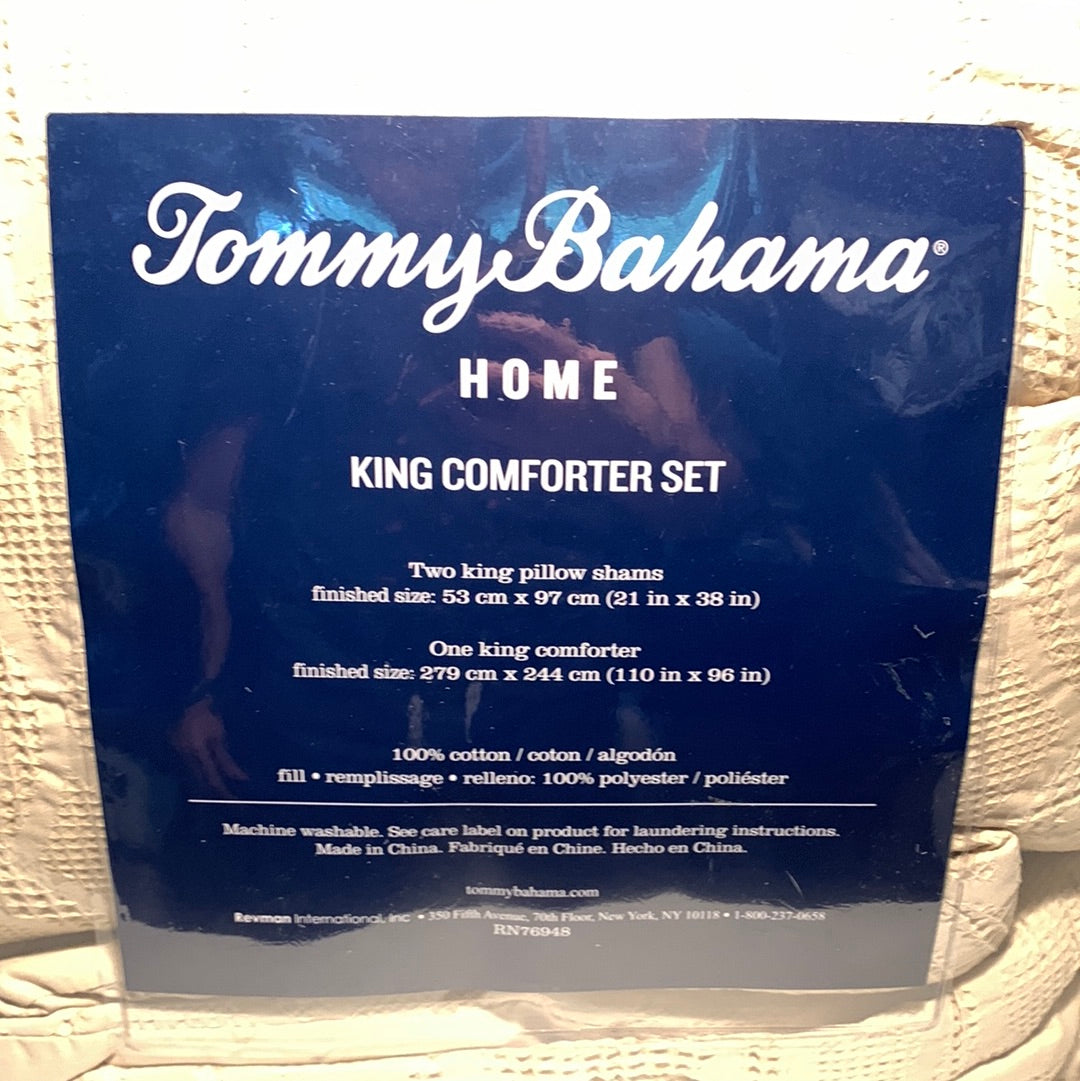 Tommy Bahama®
HOME
KING COMFORTER SET
Two king pillow shams
finished size: 53 cm x 97 cm (21 in x 38 in)
One king comforter
finished size: 279 cm x 244 cm (110 in x 96 in)
100% cotton / coton / algodón
fill • remplissage • relleno: 100% polyester / poliéster
Machine washable. See care label on product for laundering instructions.
Made in China. Fabriqué en Chine. Hecho en China.
tommybahama.com
Revman International, Inc • 350 Fifth Avenue, 70th Floor, New York, NY 10118 • 1-800-237-0658
RN76948